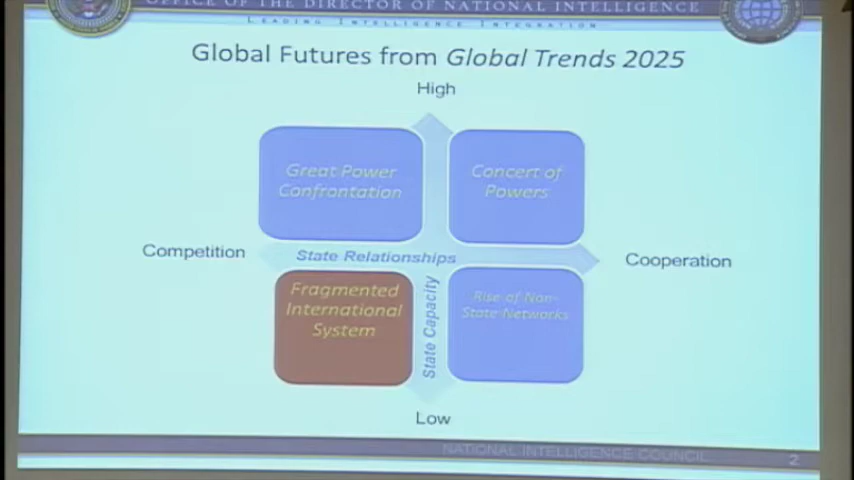 OFFICE OF THE DIRECTOR OF NATIONAL INTELLIGENCE
LEADING INTELLIGENCE INTEGRATION
Global Futures from Global Trends 2025
High
Great Power
Confrontation
Concert of
Powers
Competition
State Relationships
Cooperation
Fragmented
International
System
State Capacity
Rise of Non-
State Networks
Low
NATIONAL INTELLIGENCE COUNCIL
2